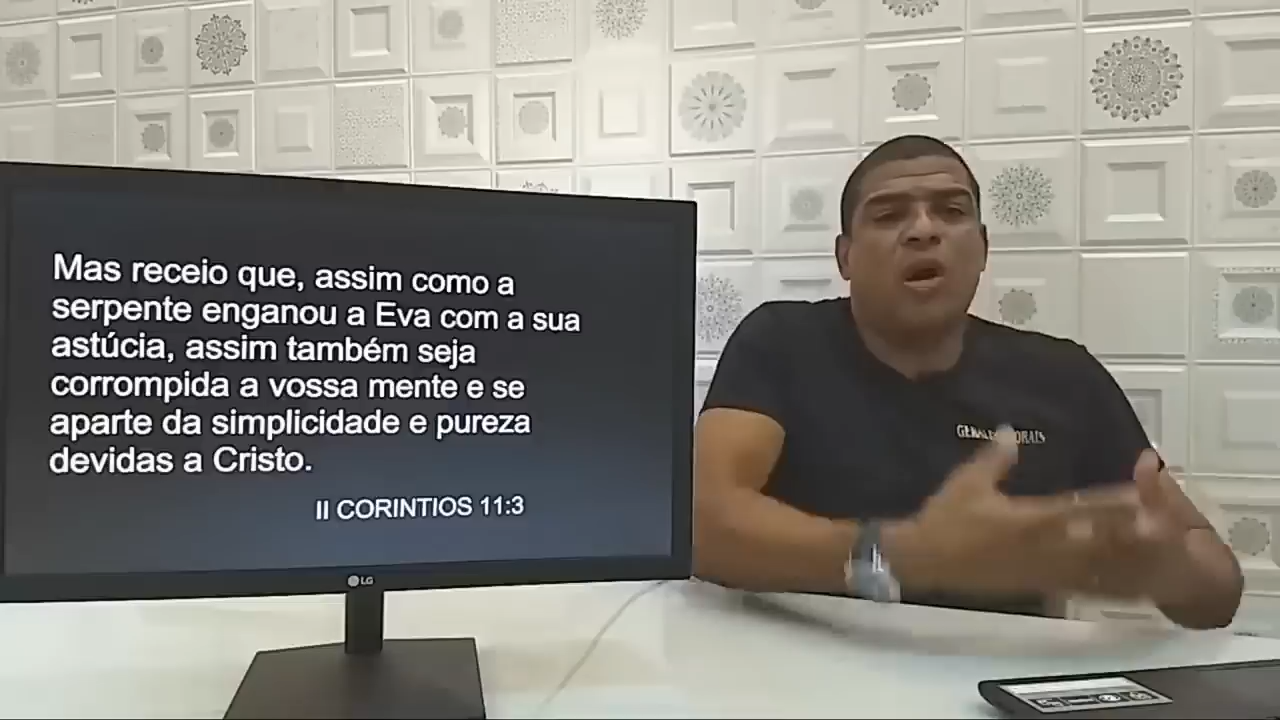 Mas receio que, assim como a
serpente enganou a Eva com a sua
astúcia, assim também seja
corrompida a vossa mente e se
aparte da simplicidade e pureza
devidas a Cristo.
II CORINTIOS 11:3
LG